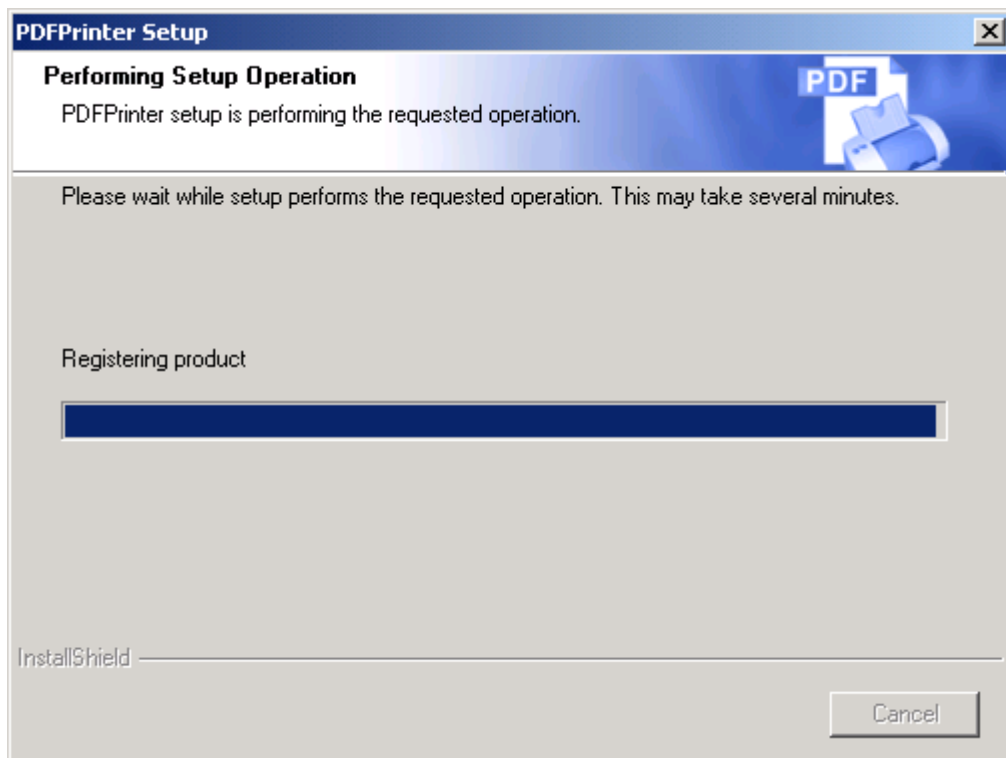 PDFPrinter Setup
Performing Setup Operation
PDFPrinter setup is performing the requested operation.
PDF
Please wait while setup performs the requested operation. This may take several minutes.
Registering product
InstallShield
Cancel